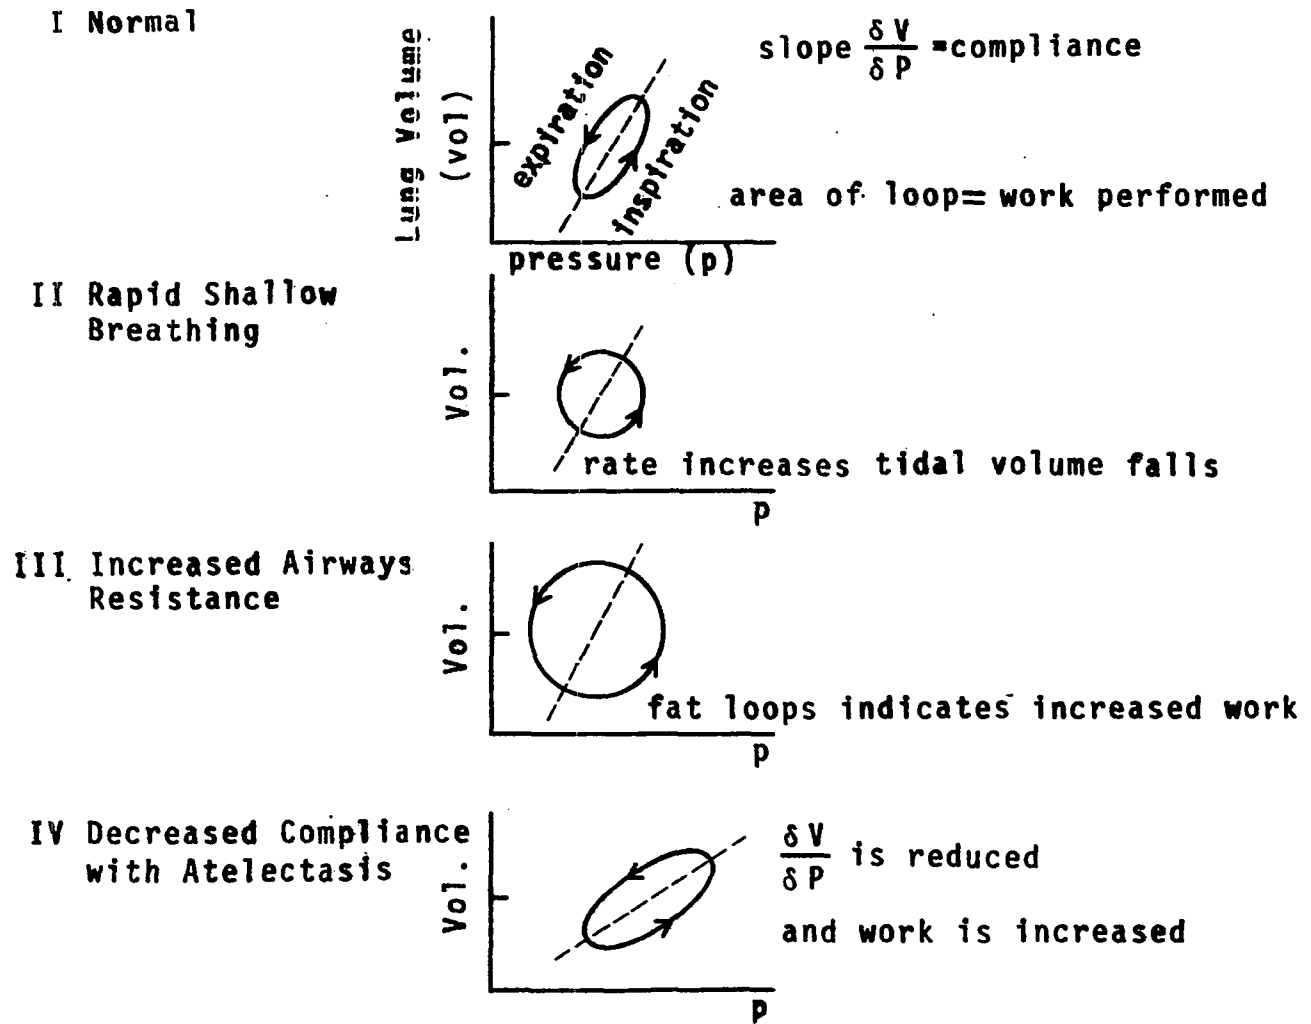 I Normal
Lung Volume
(vol)
expiration
inspiration
slope δV/δP =compliance
area of loop= work performed
pressure (p)
II Rapid Shallow
Breathing
Vol.
rate increases tidal volume falls
p
III Increased Airways
Resistance
Vol.
fat loops indicates increased work
p
IV Decreased Compliance
with Atelectasis
Vol.
δV/δP is reduced
and work is increased
p